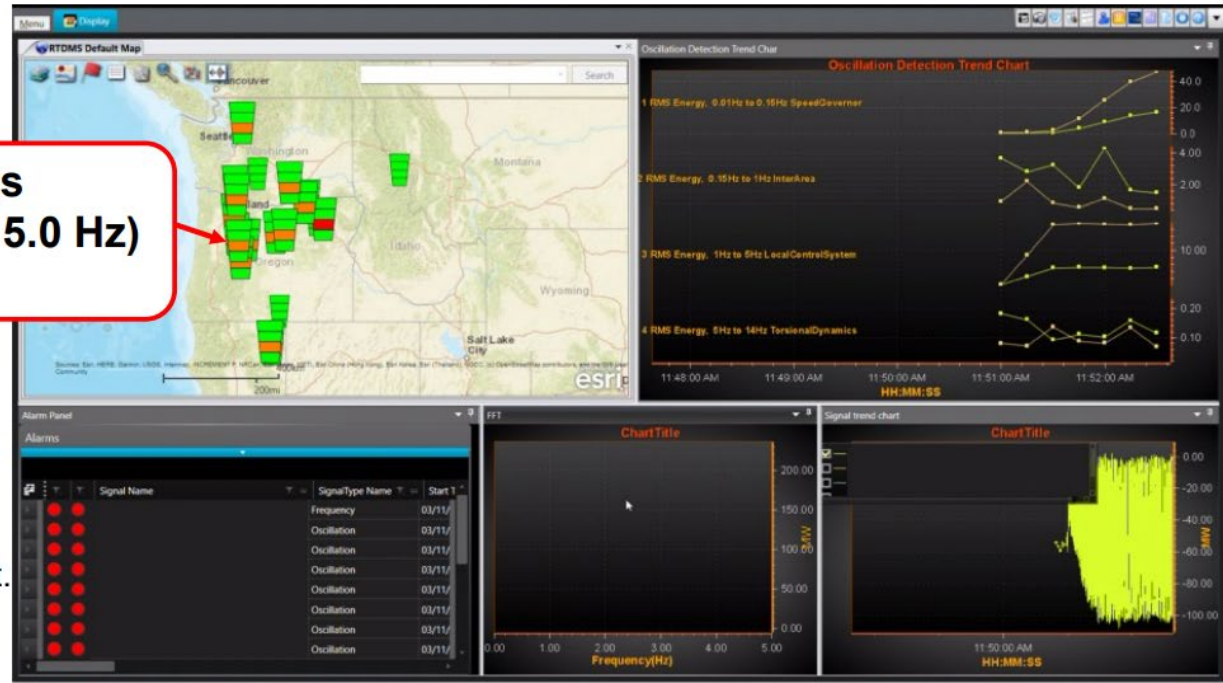 Menu
Display
RTDMS Default Map
Search
Vancouver
Seattle
Washington
Montana
land
Idaho
Oregon
Wyoming
Salt Lake
City
200mi
esri
s
5.0 Hz)
t.
Oscillation Detection Trend Char
Oscillation Detection Trend Chart
1 RMS Energy, 0.01Hz to 0.15Hz SpeedGovernor
40.0
20.0
0.0
2 RMS Energy, 0.15Hz to 1Hz InterArea
4.00
2.00
3 RMS Energy, 1Hz to 5Hz LocalControlSystem
10.00
4 RMS Energy, 5Hz to 14Hz TorsionalDynamics
0.20
0.10
11:48:00 AM 11:49:00 AM 11:50:00 AM 11:51:00 AM 11:52:00 AM
HH:MM:SS
Alarm Panel
Alarms
Signal Name SignalType Name Start T
Frequency 03/11/
Oscillation 03/11/
Oscillation 03/11/
Oscillation 03/11/
Oscillation 03/11/
Oscillation 03/11/
Oscillation 03/11/
Oscillation 03/11/
FFT
ChartTitle
200.00
150.00
100.00
50.00
0.00
MW
0.00 1.00 2.00 3.00 4.00 5.00
Frequency(Hz)
Signal trend chart
ChartTitle
0.00
-20.00
-40.00
-60.00
-80.00
-100.00
MW
11:50:00 AM
HH:MM:SS